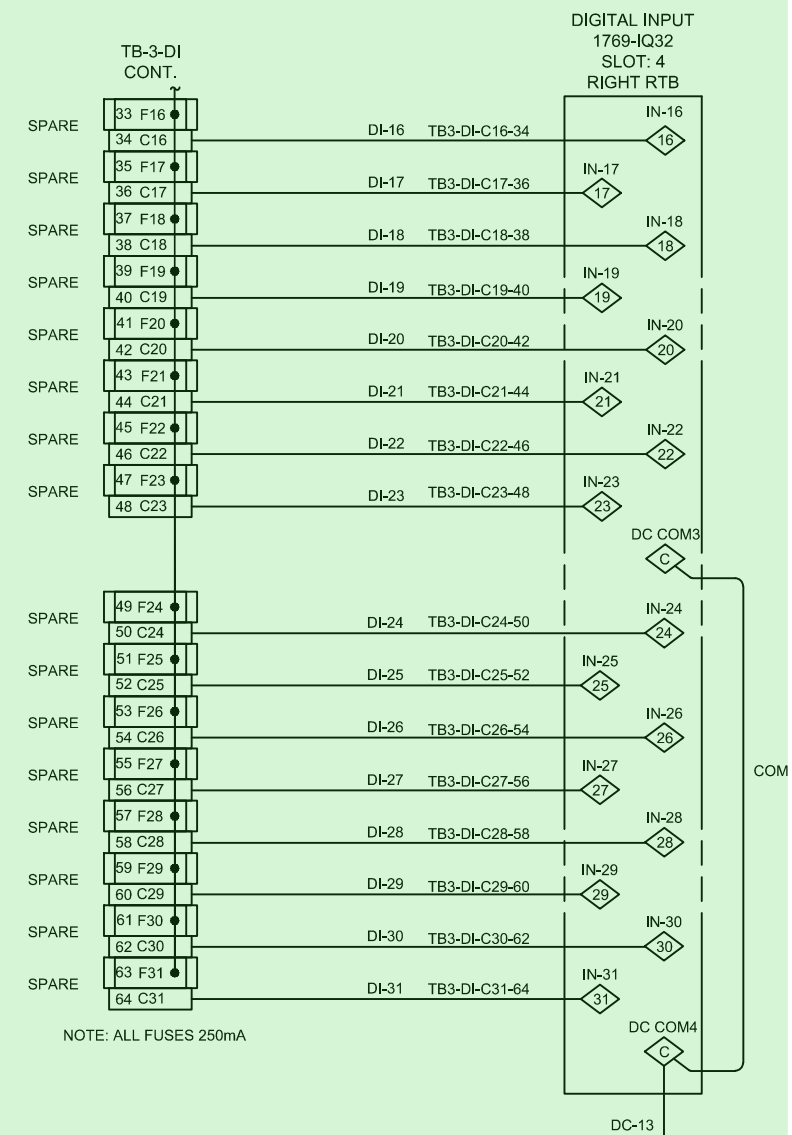 DIGITAL INPUT
1769-IQ32
SLOT: 4
RIGHT RTB
TB-3-DI
CONT.
SPARE 33 F16 34 C16 DI-16 TB3-DI-C16-34 IN-16 16
SPARE 35 F17 36 C17 DI-17 TB3-DI-C17-36 IN-17 17
SPARE 37 F18 38 C18 DI-18 TB3-DI-C18-38 IN-18 18
SPARE 39 F19 40 C19 DI-19 TB3-DI-C19-40 IN-19 19
SPARE 41 F20 42 C20 DI-20 TB3-DI-C20-42 IN-20 20
SPARE 43 F21 44 C21 DI-21 TB3-DI-C21-44 IN-21 21
SPARE 45 F22 46 C22 DI-22 TB3-DI-C22-46 IN-22 22
SPARE 47 F23 48 C23 DI-23 TB3-DI-C23-48 IN-23 23
DC COM3
C
SPARE 49 F24 50 C24 DI-24 TB3-DI-C24-50 IN-24 24
SPARE 51 F25 52 C25 DI-25 TB3-DI-C25-52 IN-25 25
SPARE 53 F26 54 C26 DI-26 TB3-DI-C26-54 IN-26 26
SPARE 55 F27 56 C27 DI-27 TB3-DI-C27-56 IN-27 27
COM
SPARE 57 F28 58 C28 DI-28 TB3-DI-C28-58 IN-28 28
SPARE 59 F29 60 C29 DI-29 TB3-DI-C29-60 IN-29 29
SPARE 61 F30 62 C30 DI-30 TB3-DI-C30-62 IN-30 30
SPARE 63 F31 64 C31 DI-31 TB3-DI-C31-64 IN-31 31
NOTE: ALL FUSES 250mA
DC COM4
C
DC-13